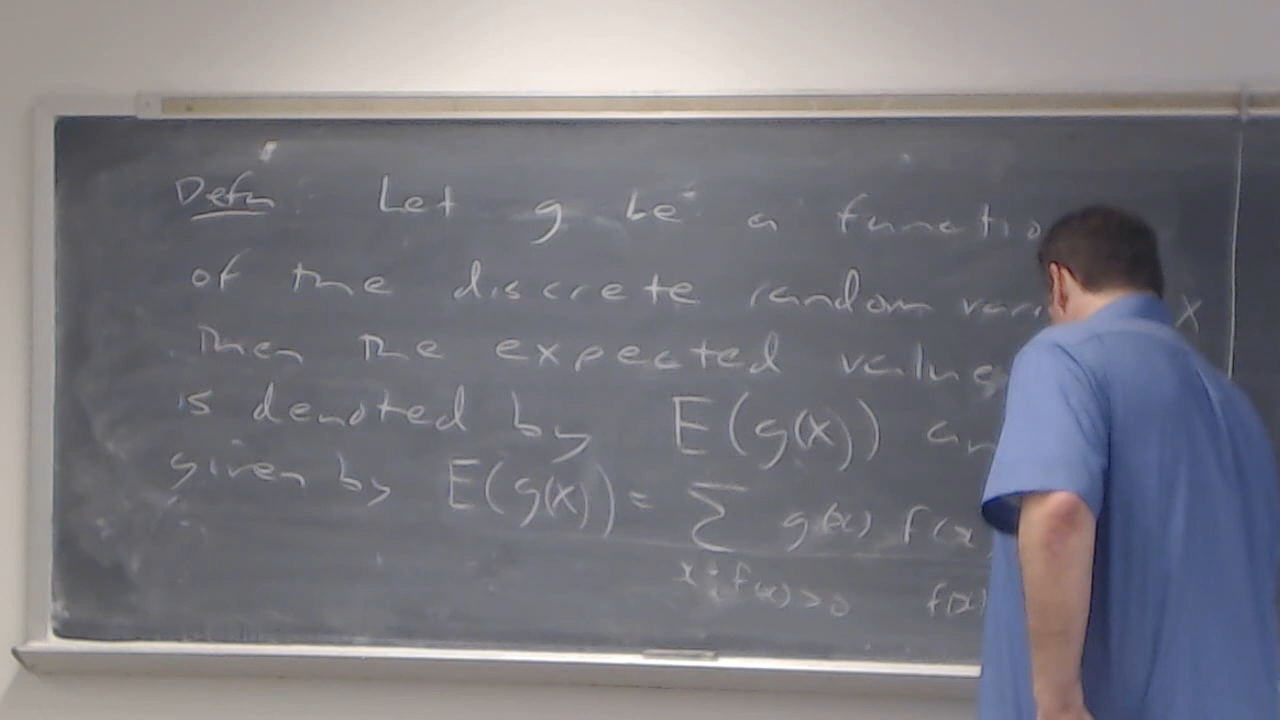 Defn Let g be a functio
of the discrete random vari X
Then the expected value
is denoted by E(g(X)) an
given by E(g(X)) = ∑ g(x) f(x
x: f(x)>0 f(x)